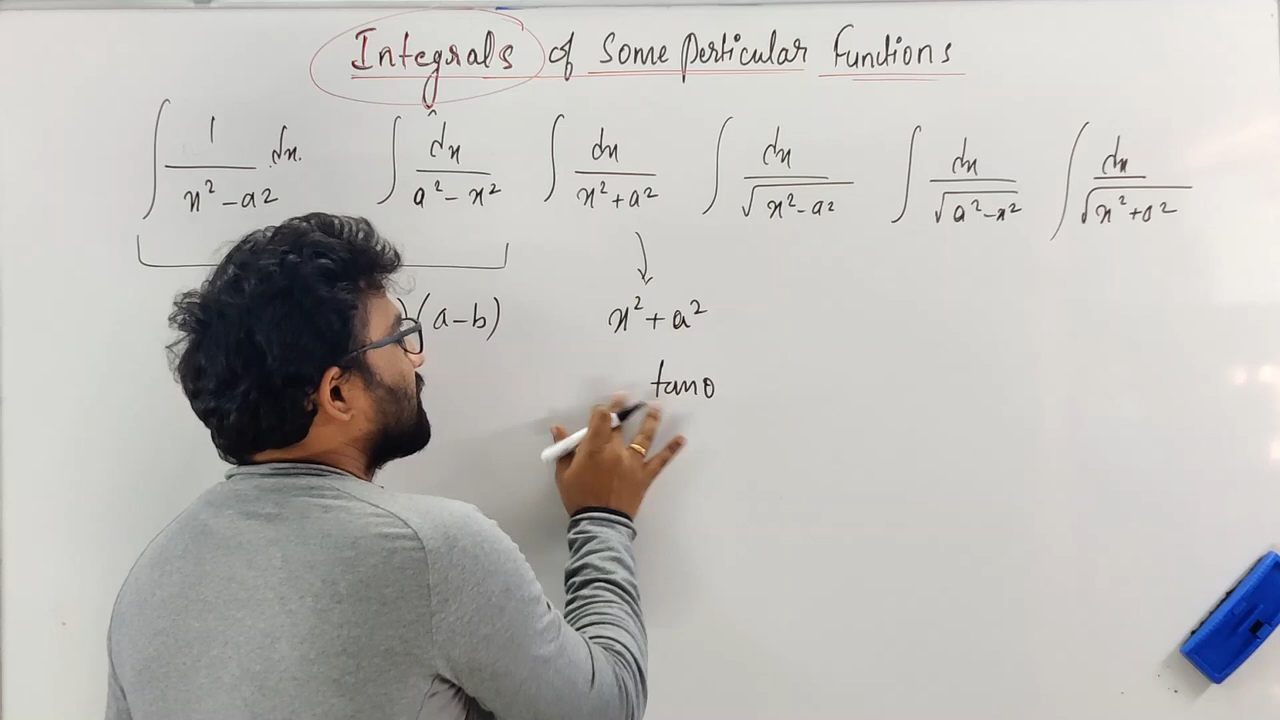 Integrals of Some Perticular Functions
∫ 1/(x² - a²) dx. ∫ dx/(a² - x²) ∫ dx/(x² + a²) ∫ dx/√(x² - a²) ∫ dx/√(a² - x²) ∫ dx/√(x² + a²)
)(a - b) x² + a²
tanθ